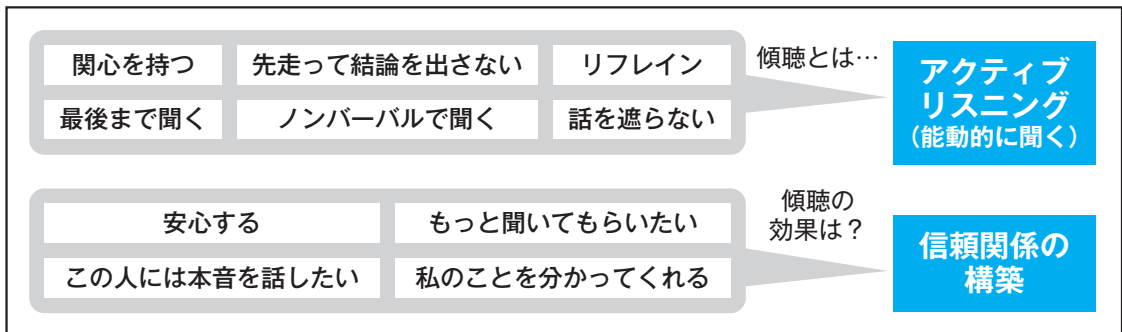 関心を持つ
先走って結論を出さない
リフレイン
最後まで聞く
ノンバーバルで聞く
話を遮らない
傾聴とは…
アクティブ
リスニング
(能動的に聞く)
安心する
もっと聞いてもらいたい
この人には本音を話したい
私のことを分かってくれる
傾聴の
効果は？
信頼関係の
構築